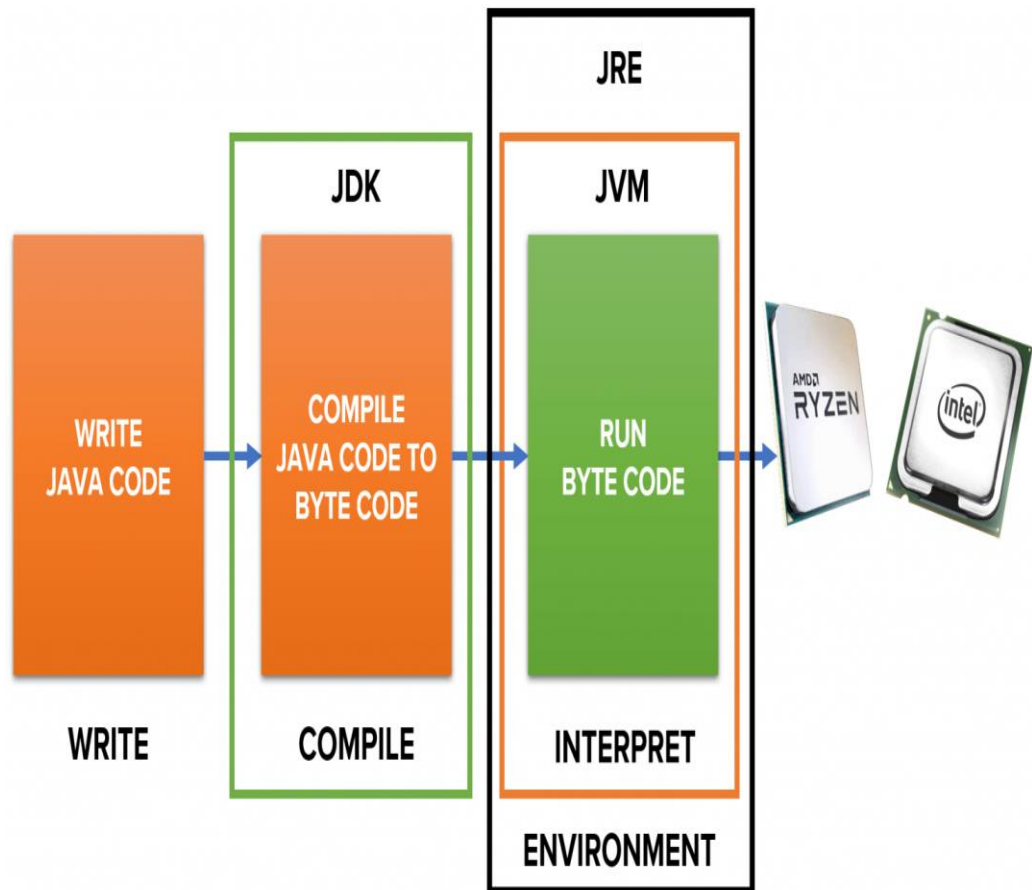 JRE
JDK
JVM
WRITE
JAVA CODE
COMPILE
JAVA CODE TO
BYTE CODE
RUN
BYTE CODE
AMD
RYZEN
intel
WRITE
COMPILE
INTERPRET
ENVIRONMENT